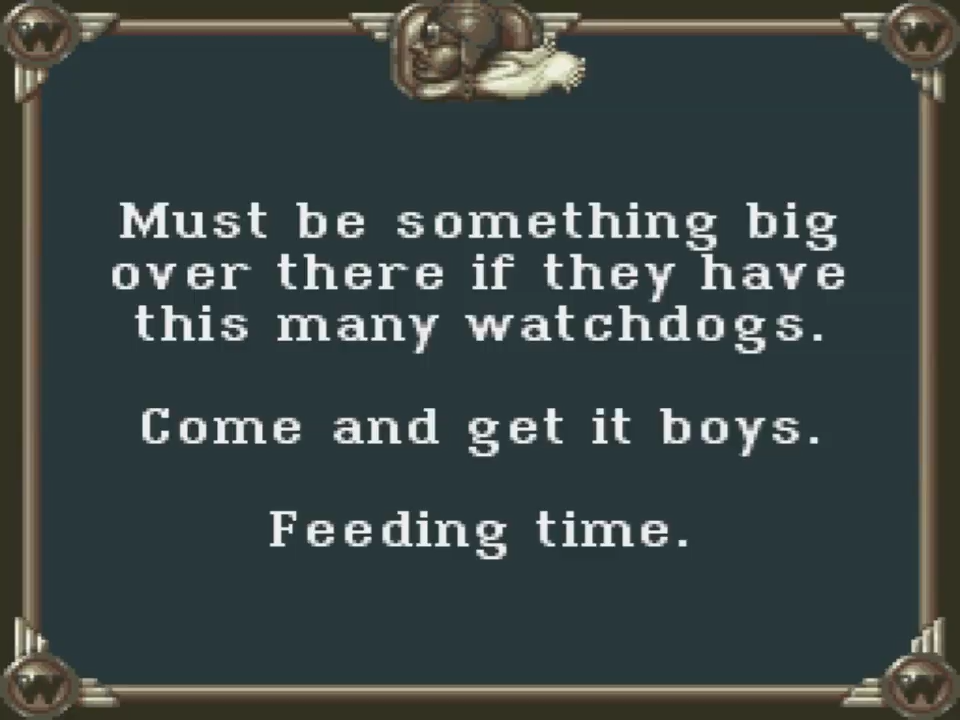 Must be something big
over there if they have
this many watchdogs.
Come and get it boys.
Feeding time.
W
W
W
W